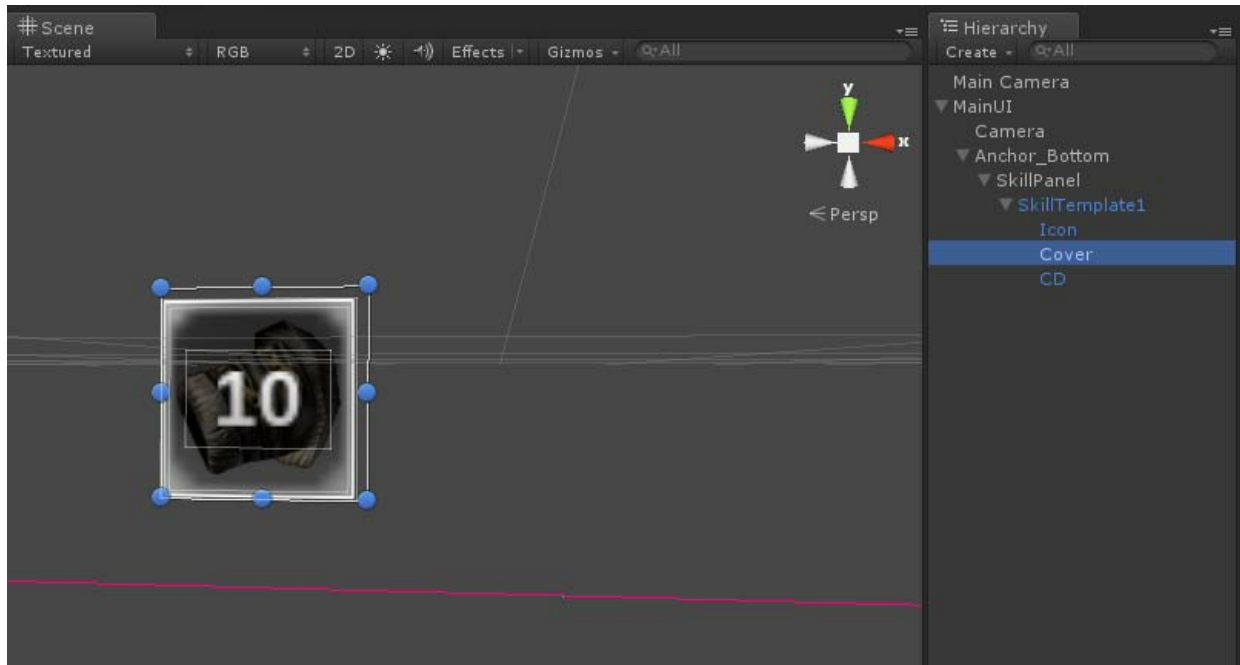 Scene
Textured RGB 2D Effects Gizmos All
y
x
Persp
10
Hierarchy
Create All
Main Camera
MainUI
Camera
Anchor_Bottom
SkillPanel
SkillTemplate1
Icon
Cover
CD